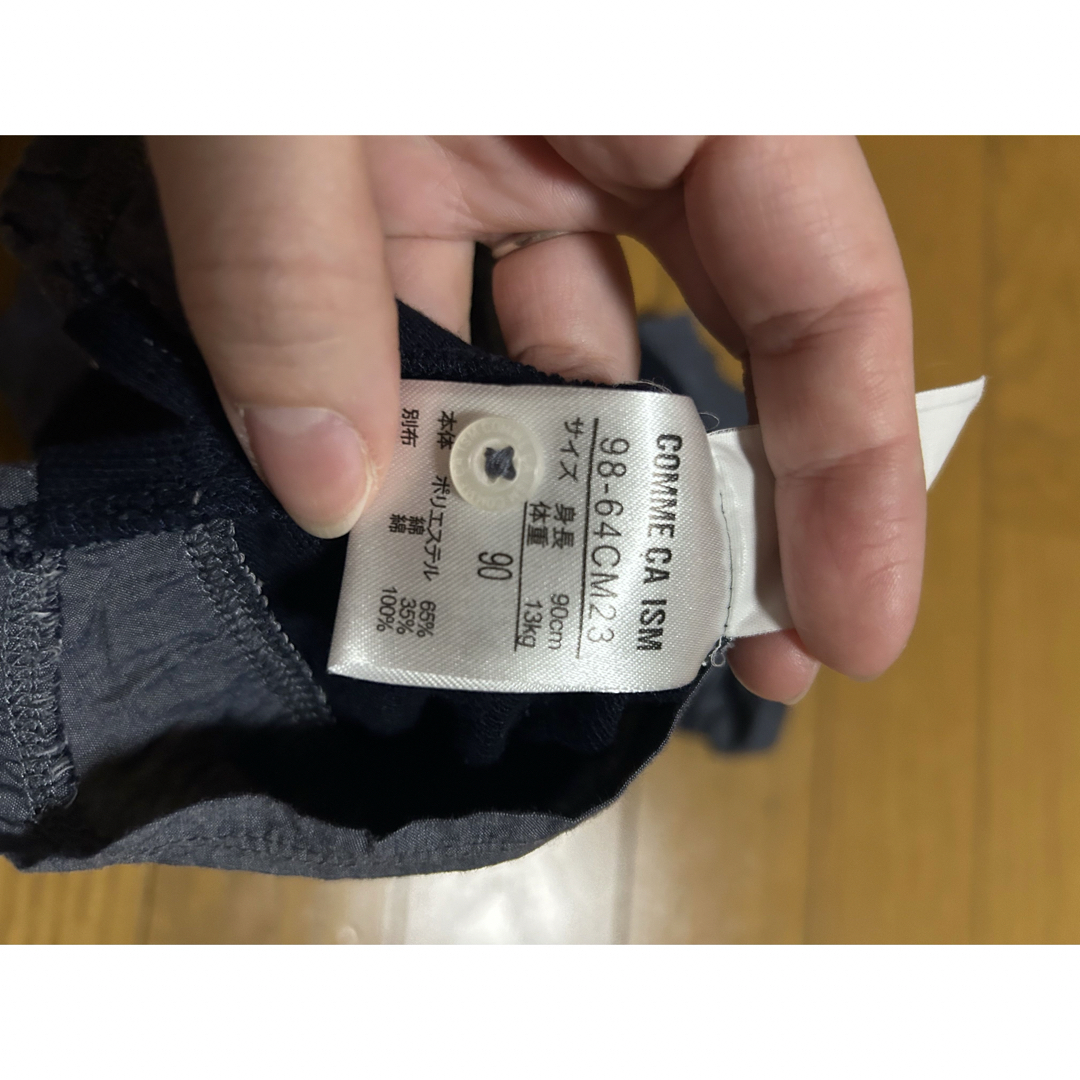 COMME CA ISM
98-64CM23
サイズ 身長 90cm
体重 13kg
90
本体 ポリエステル 65%
綿 35%
別布 綿 100%